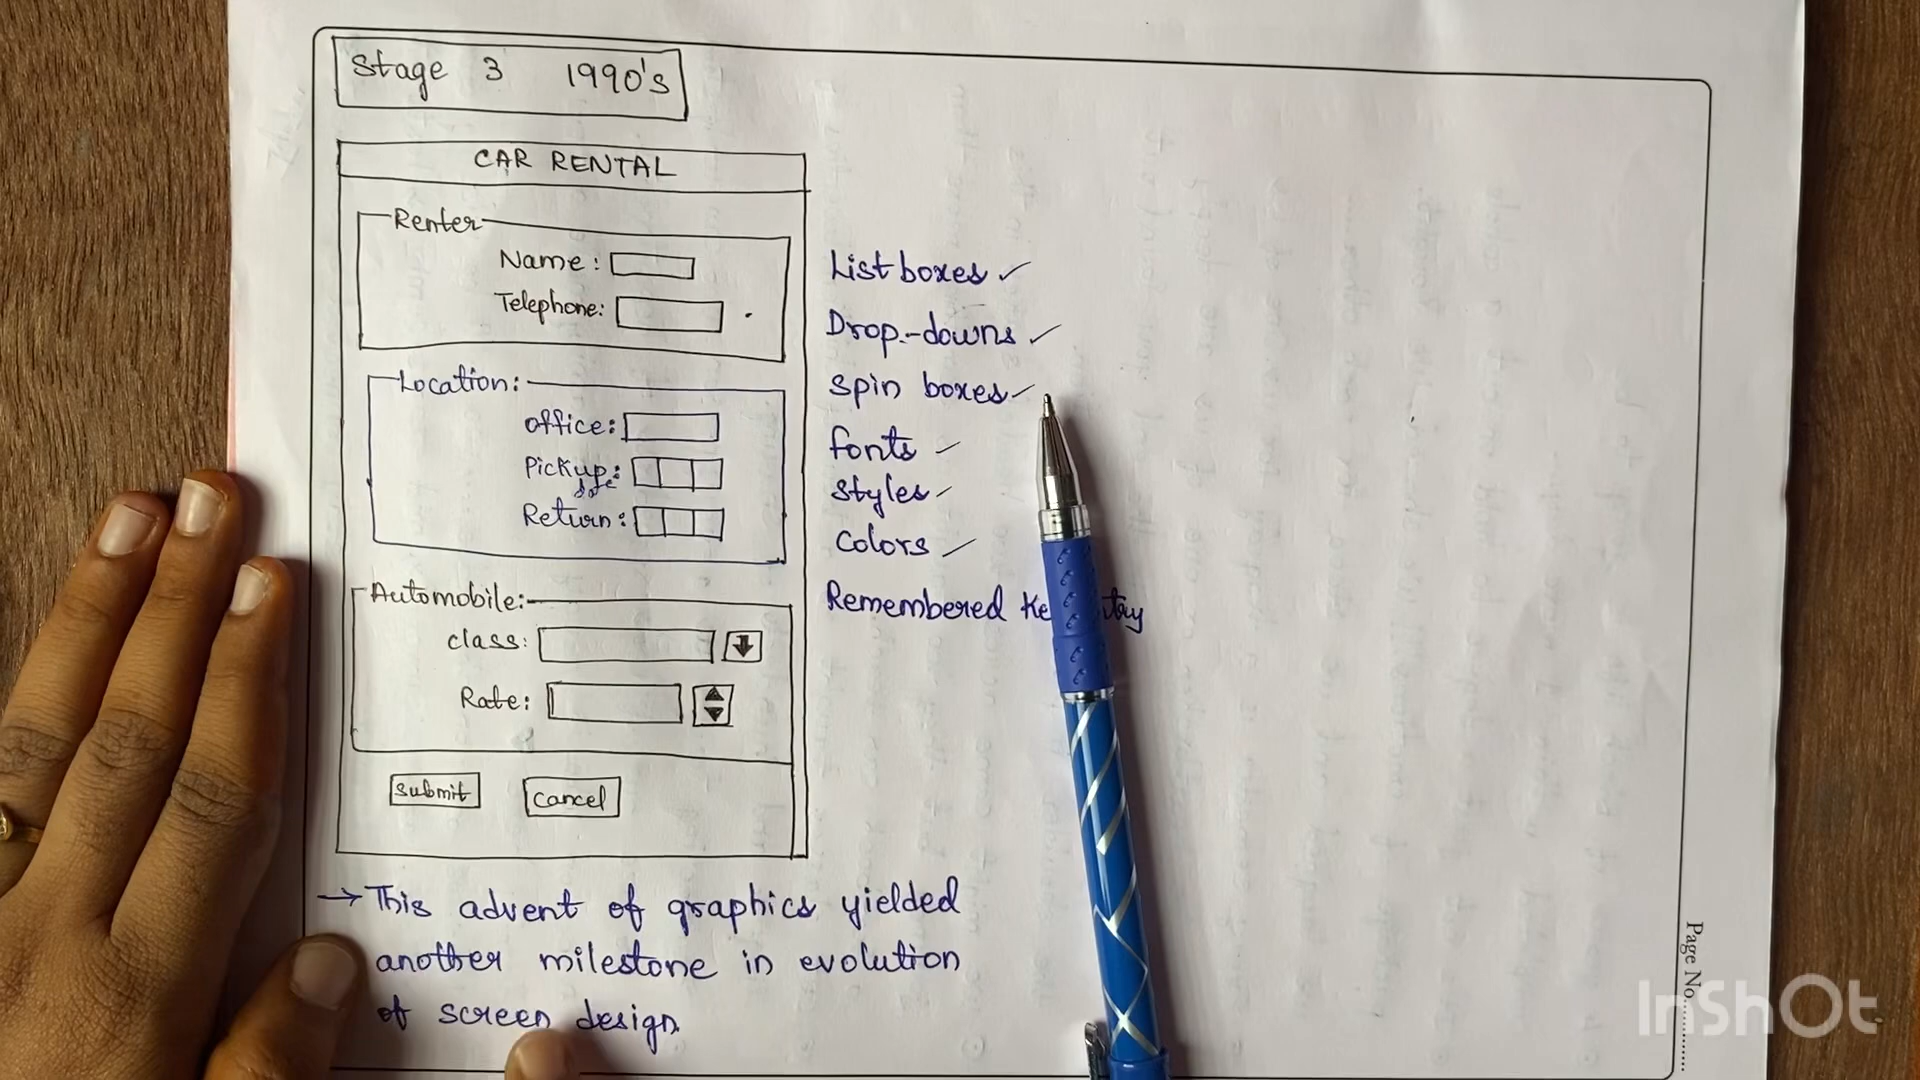 Stage 3 1990's
CAR RENTAL
Renter
Name:
Telephone:
Location:
office:
Pickup:
date
Return:
Automobile:
class:
Rate:
Submit
Cancel
List boxes
Drop-downs
Spin boxes
fonts
Styles
Colors
Remembered
→ This advent of graphics yielded
another milestone in evolution
of screen design.
Page No............
InShOt